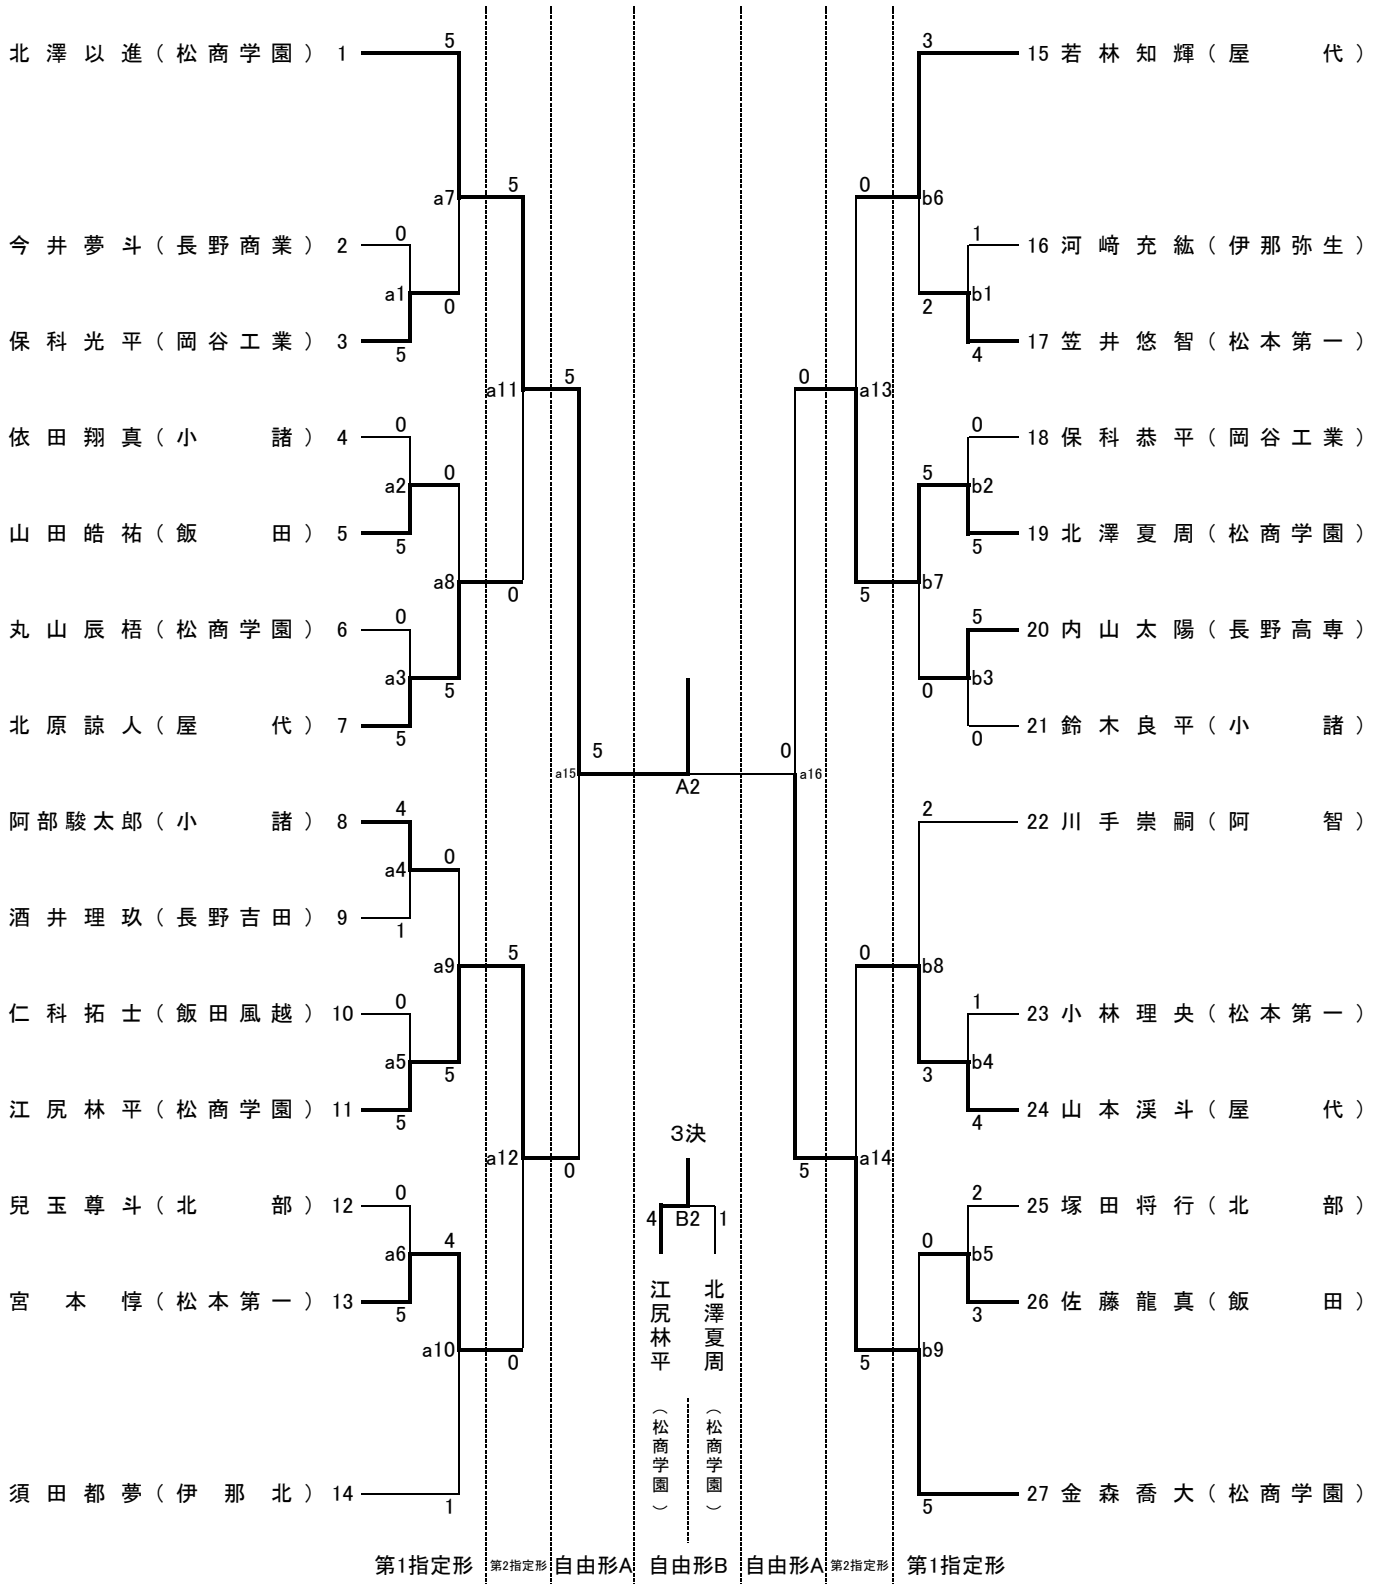 5
3
北澤以進（松商学園） 1
15 若林知輝（屋代）
a7
5
0
b6
今井夢斗（長野商業） 2
0
1
16 河﨑充紘（伊那弥生）
a1
0
2
b1
保科光平（岡谷工業） 3
5
4
17 笠井悠智（松本第一）
a11
5
0
a13
依田翔真（小諸） 4
0
0
18 保科恭平（岡谷工業）
a2
0
5
b2
山田皓祐（飯田） 5
5
5
19 北澤夏周（松商学園）
a8
0
5
b7
丸山辰梧（松商学園） 6
0
5
20 内山太陽（長野高専）
a3
5
0
b3
北原諒人（屋代） 7
5
0
21 鈴木良平（小諸）
a15
5
A2
0
a16
阿部駿太郎（小諸） 8
4
2
22 川手崇嗣（阿智）
a4
0
酒井理玖（長野吉田） 9
1
a9
5
0
b8
仁科拓士（飯田風越） 10
0
1
23 小林理央（松本第一）
a5
5
3
b4
江尻林平（松商学園） 11
5
4
24 山本渓斗（屋代）
3決
a12
0
5
a14
兒玉尊斗（北部） 12
0
4
B2
1
2
25 塚田将行（北部）
a6
4
0
b5
宮本惇（松本第一） 13
5
3
26 佐藤龍真（飯田）
江尻林平（松商学園）
北澤夏周（松商学園）
a10
0
5
b9
須田都夢（伊那北） 14
1
5
27 金森喬大（松商学園）
第1指定形 第2指定形 自由形A 自由形B 自由形A 第2指定形 第1指定形